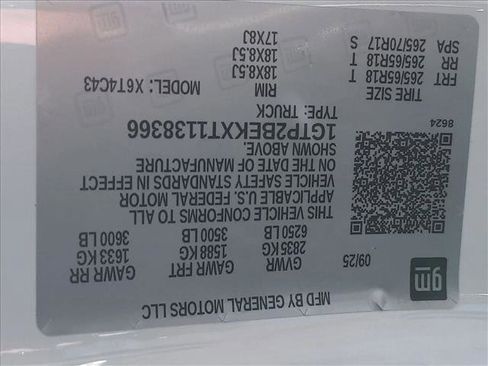 MFD BY GENERAL MOTORS LLC
gm
09/25
GVWR GAWR FRT GAWR RR
2835 KG 1588 KG 1633 KG
6250 LB 3500 LB 3600 LB
THIS VEHICLE CONFORMS TO ALL
APPLICABLE U.S. FEDERAL MOTOR
VEHICLE SAFETY STANDARDS IN EFFECT
ON THE DATE OF MANUFACTURE
SHOWN ABOVE.
1GTP2BEKXT1138366
TYPE: TRUCK
8624
MODEL: X6T4C43
TIRE SIZE RIM
FRT 265/65R18 T 18X8.5J
RR 265/65R18 T 18X8.5J
SPA 265/70R17 S 17X8J